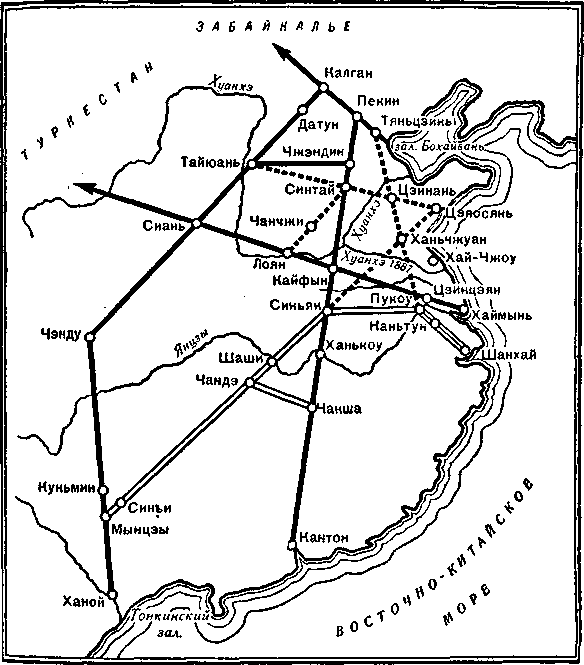 ЗАБАЙКАЛЬЕ
ТУРКЕСТАН
Хуанхэ
Калган
Пекин
Датун
Тяньцзинь
зал. Бохайвань
Тайюань
Чжэндин
Синтай
Цзинань
Цзяосянь
Чанчжи
Хуанхэ
Ханьчжуан
Сиань
Лоян
Хуанхэ 1887
Хай-Чжоу
Кайфын
Цзинцзян
Синьян
Пукоу
Хаймынь
Каньтун
Чэнду
Янцзы
Шаши
Ханькоу
Шанхай
Чандэ
Чанша
Куньмин
Синъи
Мынцзы
Кантон
Ханой
Тонкинский
зал.
ВОСТОЧНО-КИТАЙСКОЕ
МОРЕ